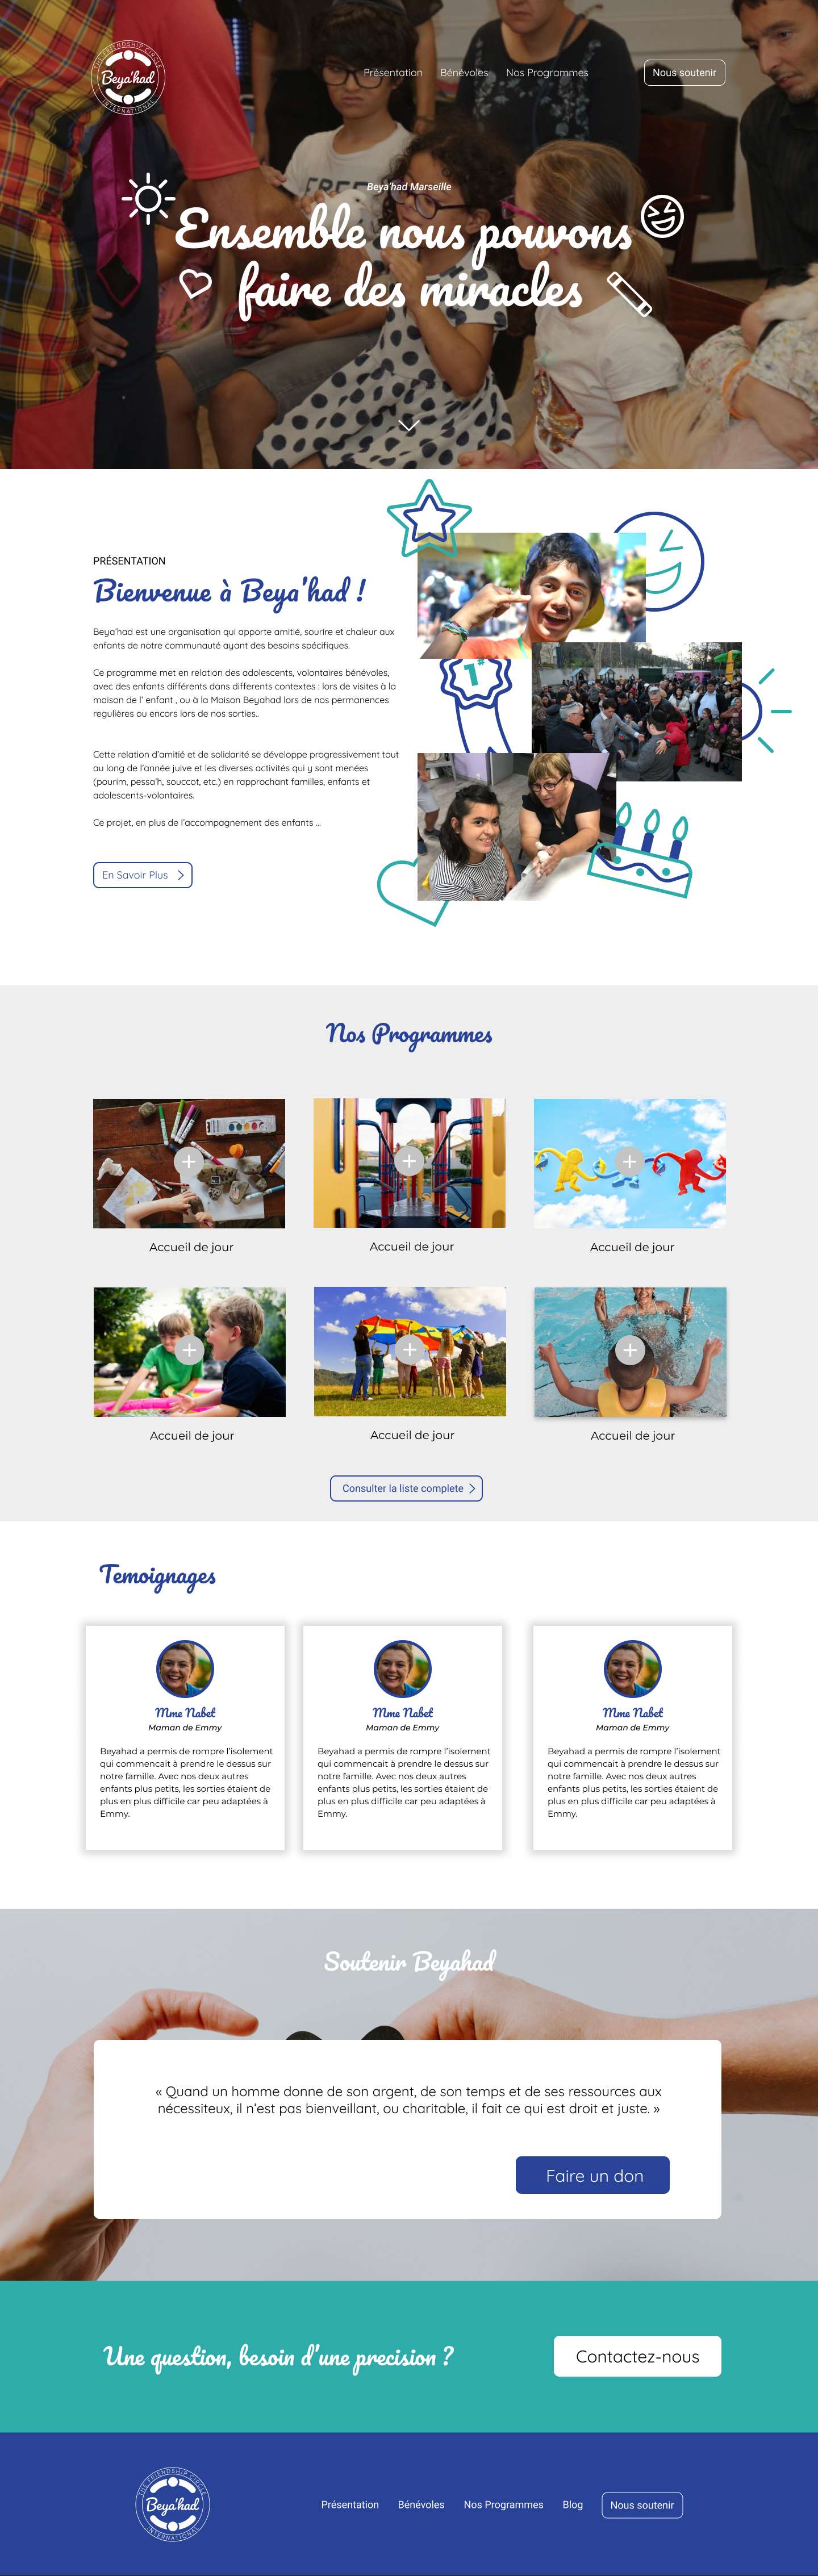 THE FRIENDSHIP CIRCLE
Beya'had
INTERNATIONAL
Présentation
Bénévoles
Nos Programmes
Nous soutenir
Beya'had Marseille
Ensemble nous pouvons
faire des miracles
FREE
PRÉSENTATION
Bienvenue à Beya'had !
Beya'had est une organisation qui apporte amitié, sourire et chaleur aux
enfants de notre communauté ayant des besoins spécifiques.
Ce programme met en relation des adolescents, volontaires bénévoles,
avec des enfants différents dans differents contextes : lors de visites à la
maison de l' enfant , ou à la Maison Beyahad lors de nos permanences
regulières ou encors lors de nos sorties..
Cette relation d'amitié et de solidarité se développe progressivement tout
au long de l'année juive et les diverses activités qui y sont menées
(pourim, pessa'h, souccot, etc.) en rapprochant familles, enfants et
adolescents-volontaires.
Ce projet, en plus de l'accompagnement des enfants ...
En Savoir Plus
1#
Nos Programmes
Accueil de jour
Accueil de jour
Accueil de jour
Accueil de jour
Accueil de jour
Accueil de jour
Consulter la liste complete
Temoignages
Mme Nabet
Maman de Emmy
Beyahad a permis de rompre l'isolement
qui commencait à prendre le dessus sur
notre famille. Avec nos deux autres
enfants plus petits, les sorties étaient de
plus en plus difficile car peu adaptées à
Emmy.
Mme Nabet
Maman de Emmy
Beyahad a permis de rompre l'isolement
qui commencait à prendre le dessus sur
notre famille. Avec nos deux autres
enfants plus petits, les sorties étaient de
plus en plus difficile car peu adaptées à
Emmy.
Mme Nabet
Maman de Emmy
Beyahad a permis de rompre l'isolement
qui commencait à prendre le dessus sur
notre famille. Avec nos deux autres
enfants plus petits, les sorties étaient de
plus en plus difficile car peu adaptées à
Emmy.
Soutenir Beyahad
« Quand un homme donne de son argent, de son temps et de ses ressources aux
nécessiteux, il n'est pas bienveillant, ou charitable, il fait ce qui est droit et juste. »
Faire un don
Une question, besoin d'une precision ?
Contactez-nous
THE FRIENDSHIP CIRCLE
Beya'had
INTERNATIONAL
Présentation
Bénévoles
Nos Programmes
Blog
Nous soutenir